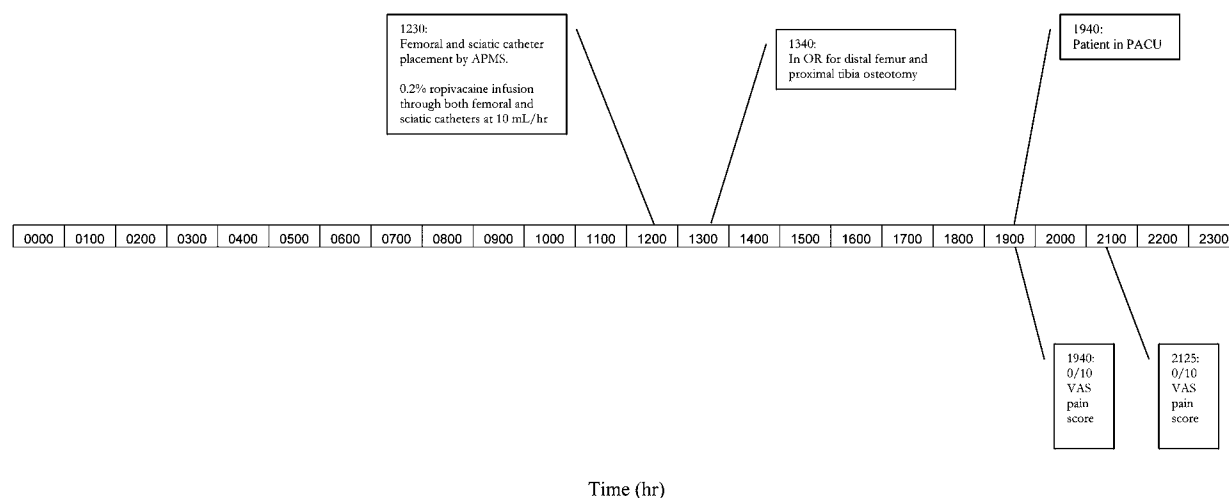 1230:
Femoral and sciatic catheter
placement by APMS.
0.2% ropivacaine infusion
through both femoral and
sciatic catheters at 10 mL/hr
1340:
In OR for distal femur and
proximal tibia osteotomy
1940:
Patient in PACU
0000 0100 0200 0300 0400 0500 0600 0700 0800 0900 1000 1100 1200 1300 1400 1500 1600 1700 1800 1900 2000 2100 2200 2300
1940:
0/10
VAS
pain
score
2125:
0/10
VAS
pain
score
Time (hr)